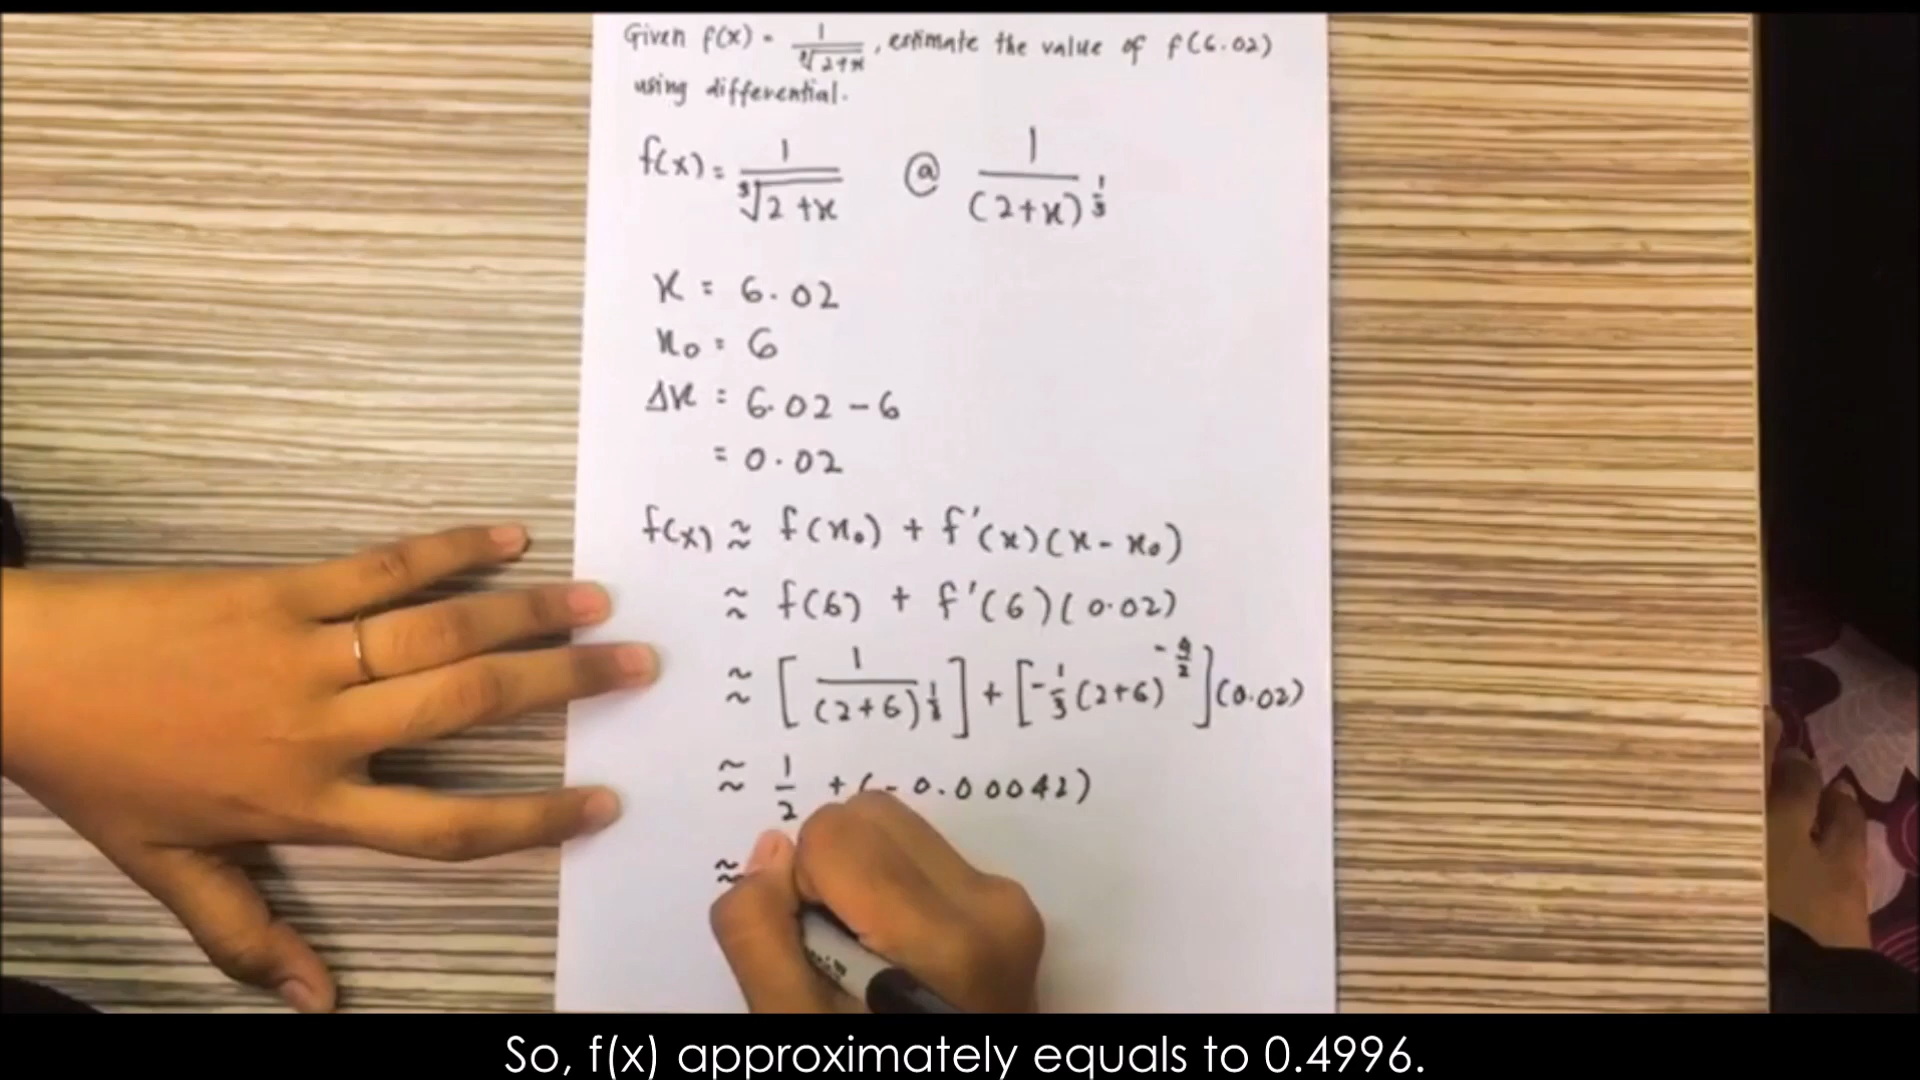 Given f(x) = 1/∛(2+x), estimate the value of f(6.02)
using differential.
f(x) = 1/∛(2+x) @ 1/(2+x)^(1/3)
x = 6.02
x₀ = 6
Δx = 6.02 - 6
= 0.02
f(x) ≈ f(x₀) + f'(x)(x - x₀)
≈ f(6) + f'(6)(0.02)
≈ [1/(2+6)^(1/3)] + [-1/3(2+6)^(-4/2)](0.02)
≈ 1/2 + (-0.00042)
≈
So, f(x) approximately equals to 0.4996.